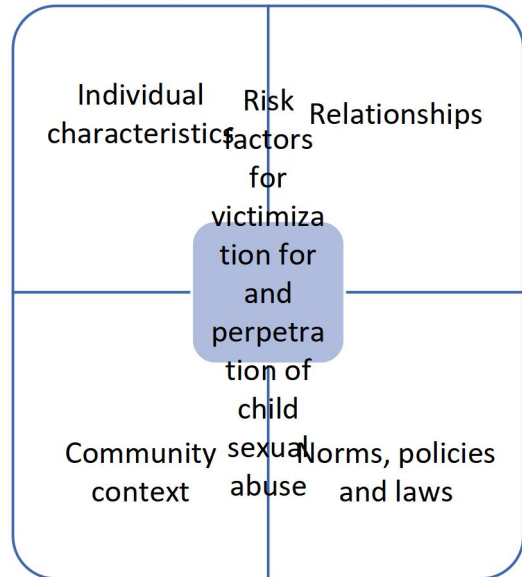 Individual
characteristics
Relationships
Risk
factors
for
victimiza
tion for
and
perpetra
tion of
child
sexual
abuse
Community
context
Norms, policies
and laws